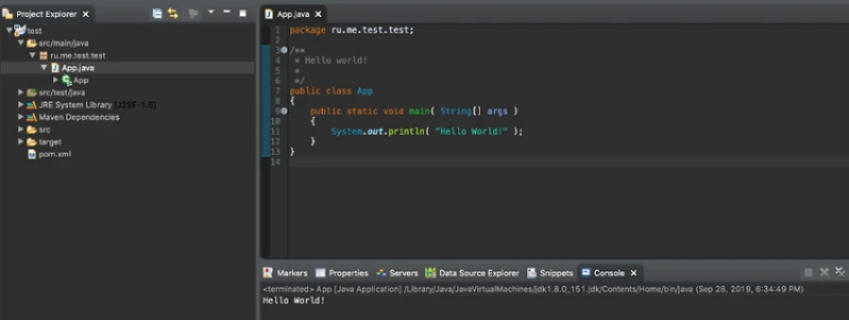 Project Explorer
test
src/main/java
ru.me.test.test
App.java
App
src/test/java
JRE System Library [J2SE-1.5]
Maven Dependencies
src
target
pom.xml
App.java
1 package ru.me.test.test;
2
3 /**
4 * Hello world!
5 *
6 */
7 public class App
8 {
9 public static void main( String[] args )
10 {
11 System.out.println( "Hello World!" );
12 }
13 }
14
Markers Properties Servers Data Source Explorer Snippets Console
<terminated> App [Java Application] /Library/Java/JavaVirtualMachines/jdk1.8.0_151.jdk/Contents/Home/bin/java (Sep 28, 2019, 6:34:49 PM)
Hello World!